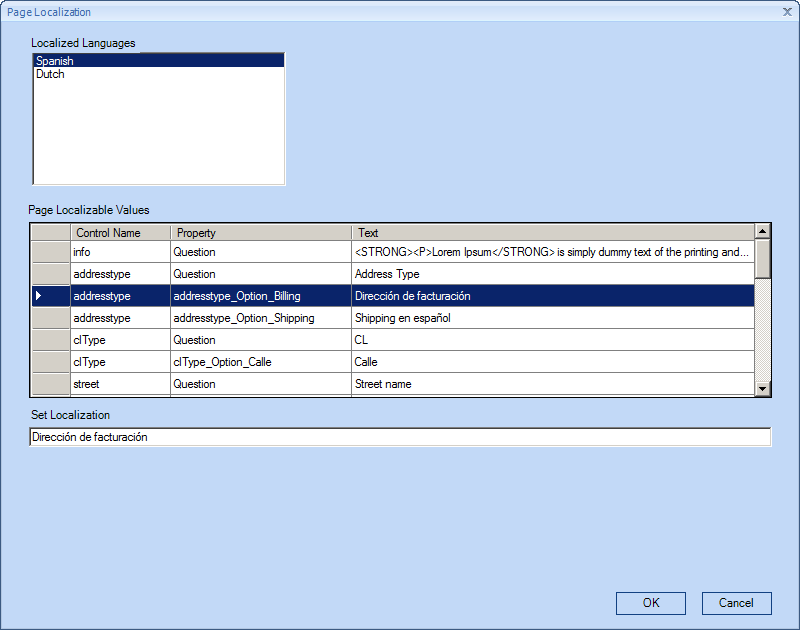 Page Localization
Localized Languages
Spanish
Dutch
Page Localizable Values
Control Name Property Text
info Question <STRONG><P>Lorem Ipsum</STRONG> is simply dummy text of the printing and...
addresstype Question Address Type
addresstype addresstype_Option_Billing Dirección de facturación
addresstype addresstype_Option_Shipping Shipping en español
clType Question CL
clType clType_Option_Calle Calle
street Question Street name
Set Localization
Dirección de facturación
OK Cancel